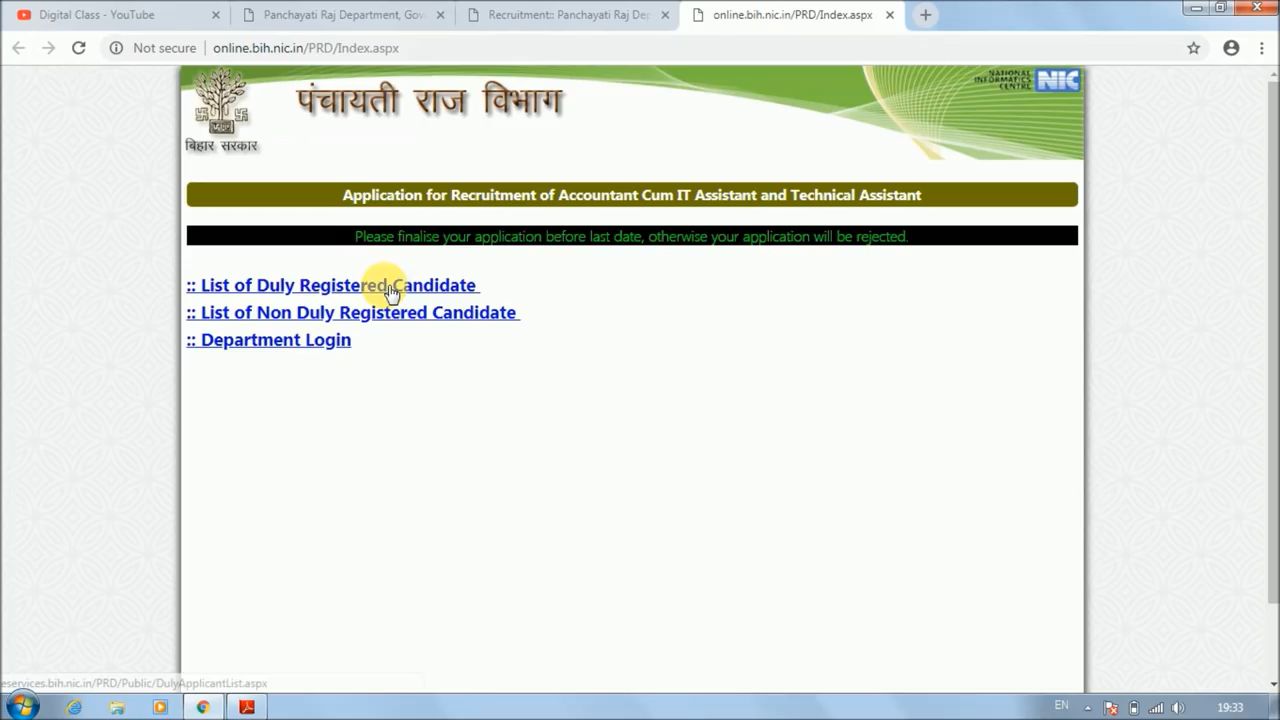 Digital Class - YouTube
Panchayati Raj Department, Gov
Recruitment:: Panchayati Raj Dep
online.bih.nic.in/PRD/Index.aspx
Not secure
online.bih.nic.in/PRD/Index.aspx
पंचायती राज विभाग
बिहार सरकार
NATIONAL
INFORMATICS
CENTRE
NIC
Application for Recruitment of Accountant Cum IT Assistant and Technical Assistant
Please finalise your application before last date, otherwise your application will be rejected.
:: List of Duly Registered Candidate
:: List of Non Duly Registered Candidate
:: Department Login
eservices.bih.nic.in/PRD/Public/DulyApplicantList.aspx
EN
19:33